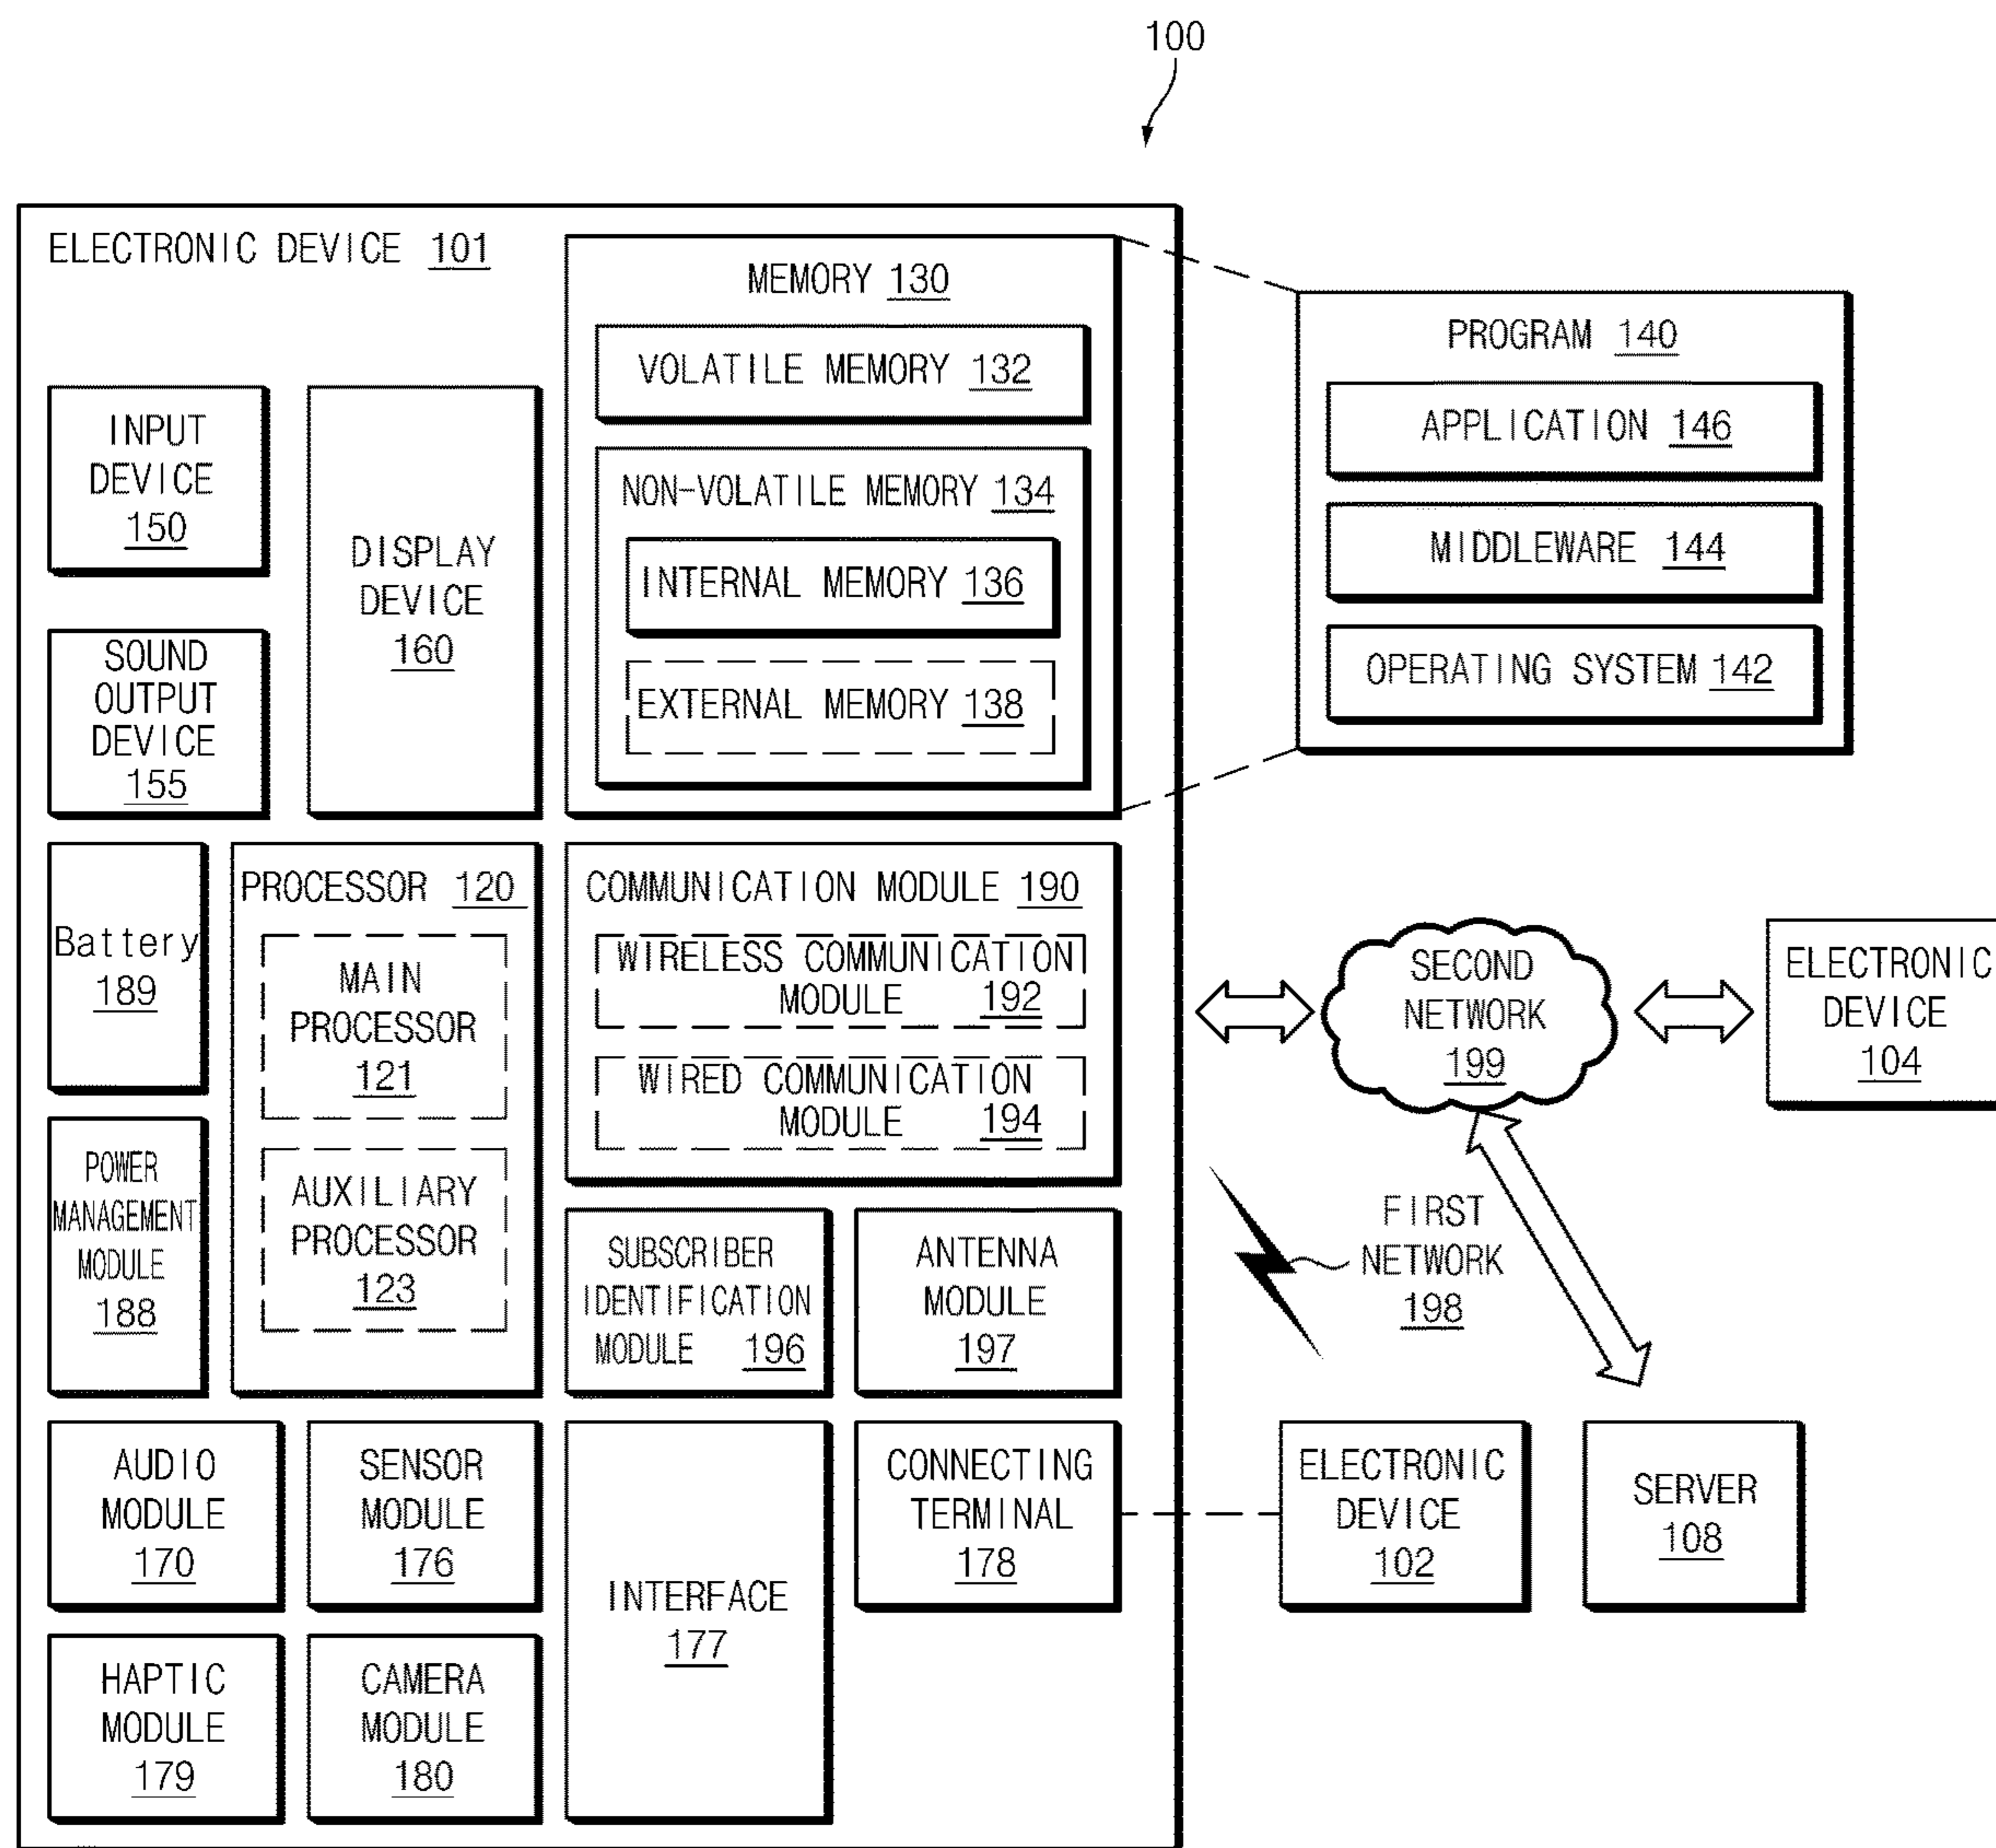 100
ELECTRONIC DEVICE 101
MEMORY 130
VOLATILE MEMORY 132
NON-VOLATILE MEMORY 134
INTERNAL MEMORY 136
EXTERNAL MEMORY 138
PROGRAM 140
APPLICATION 146
MIDDLEWARE 144
OPERATING SYSTEM 142
INPUT
DEVICE
150
SOUND
OUTPUT
DEVICE
155
DISPLAY
DEVICE
160
Battery
189
POWER
MANAGEMENT
MODULE
188
PROCESSOR 120
MAIN
PROCESSOR
121
AUXILIARY
PROCESSOR
123
COMMUNICATION MODULE 190
WIRELESS COMMUNICATION
MODULE 192
WIRED COMMUNICATION
MODULE 194
SUBSCRIBER
IDENTIFICATION
MODULE 196
ANTENNA
MODULE
197
SECOND
NETWORK
199
ELECTRONIC
DEVICE
104
FIRST
NETWORK
198
AUDIO
MODULE
170
SENSOR
MODULE
176
INTERFACE
177
CONNECTING
TERMINAL
178
ELECTRONIC
DEVICE
102
SERVER
108
HAPTIC
MODULE
179
CAMERA
MODULE
180